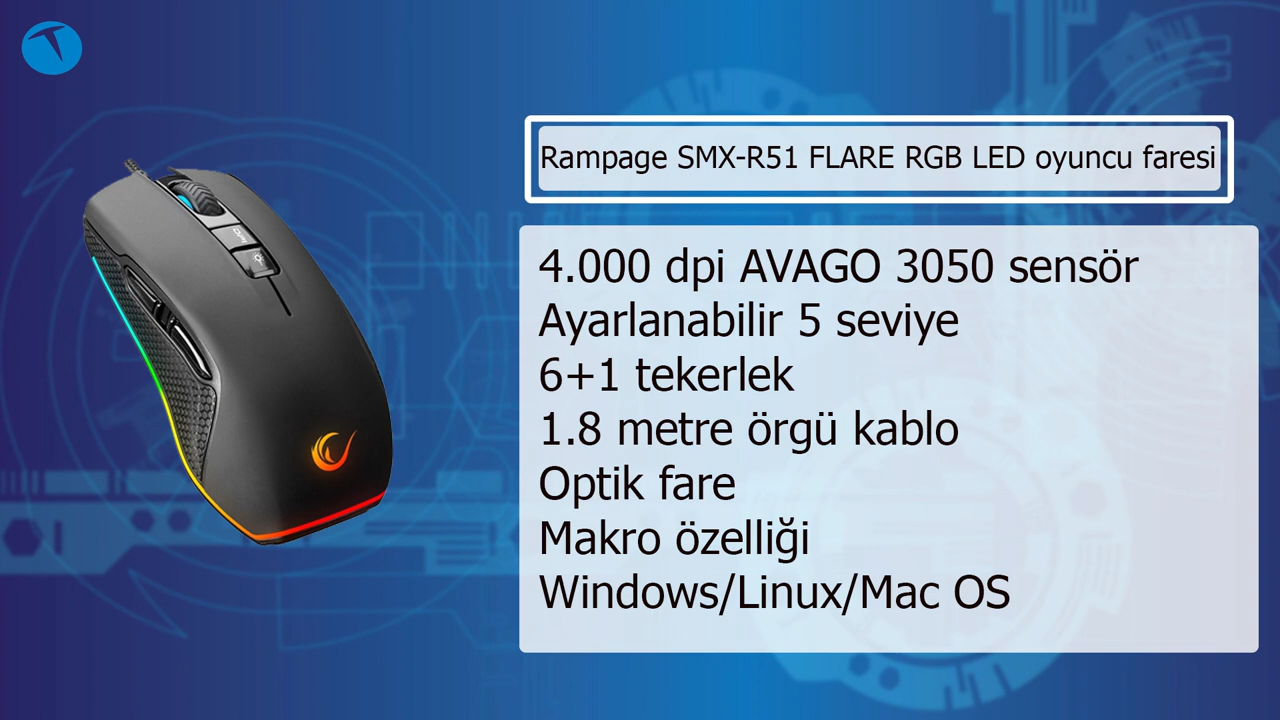 Rampage SMX-R51 FLARE RGB LED oyuncu faresi
4.000 dpi AVAGO 3050 sensör
Ayarlanabilir 5 seviye
6+1 tekerlek
1.8 metre örgü kablo
Optik fare
Makro özelliği
Windows/Linux/Mac OS
DPI